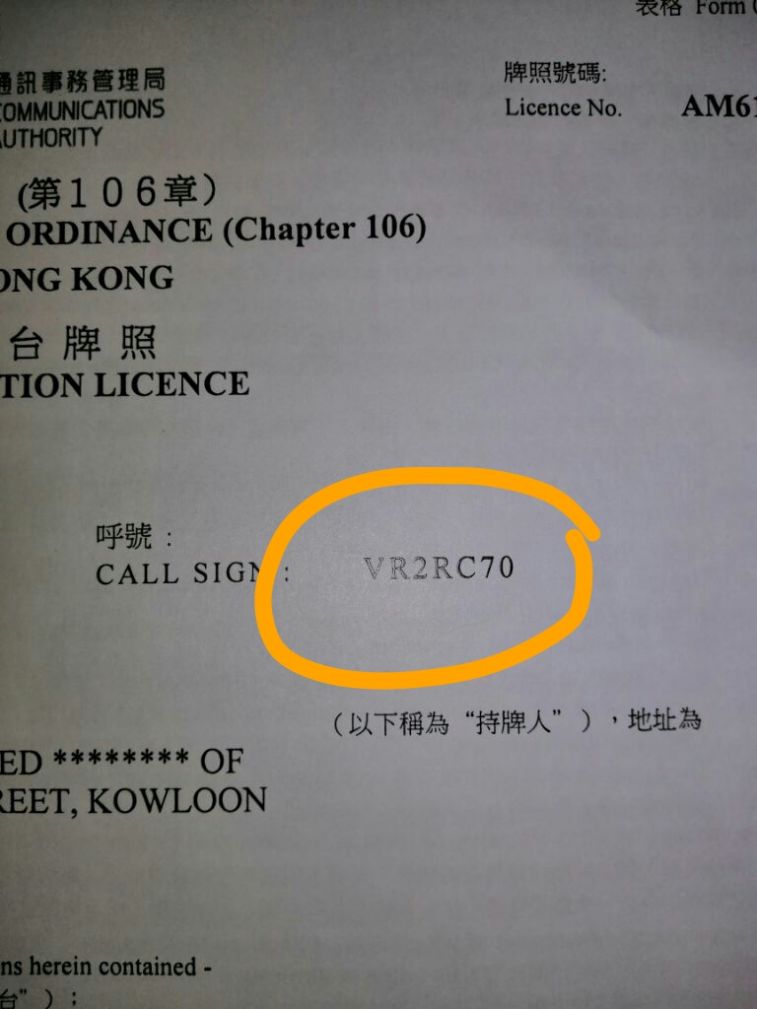 表格 Form
通訊事務管理局
COMMUNICATIONS
AUTHORITY
牌照號碼:
Licence No. AM61
(第106章)
ORDINANCE (Chapter 106)
ONG KONG
台牌照
TION LICENCE
呼號 :
CALL SIGN : VR2RC70
(以下稱為“持牌人”),地址為
ED ******** OF
REET, KOWLOON
ns herein contained -
台”);